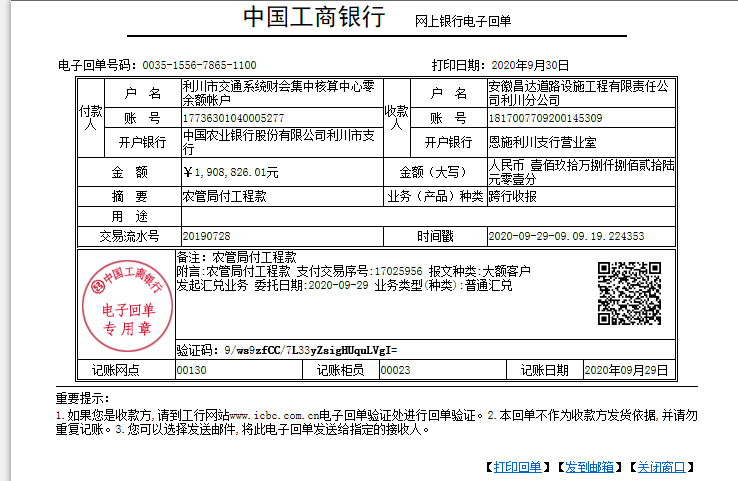 中国工商银行 网上银行电子回单
电子回单号码: 0035-1556-7865-1100 打印日期: 2020年9月30日
付款人
户 名
利川市交通系统财会集中核算中心零
余额帐户
收款人
户 名
安徽昌达道路设施工程有限责任公
司利川分公司
账 号 17736301040005277 账 号 1817007709200145309
开户银行
中国农业银行股份有限公司利川市支
行
开户银行 恩施利川支行营业室
金 额 ¥1,908,826.01元 金额（大写）
人民币 壹佰玖拾万捌仟捌佰贰拾陆
元零壹分
摘 要 农管局付工程款 业务（产品）种类 跨行收报
用 途
交易流水号 20190728 时间戳 2020-09-29-09.09.19.224353
中国工商银行
电子回单
专用章
备注: 农管局付工程款
附言:农管局付工程款 支付交易序号:17025956 报文种类:大额客户
发起汇兑业务 委托日期:2020-09-29 业务类型(种类):普通汇兑
验证码: 9/ws9zfCC/7L33yZsigHUquLVgI=
记账网点 00130 记账柜员 00023 记账日期 2020年09月29日
重要提示:
1.如果您是收款方,请到工行网站www.icbc.com.cn电子回单验证处进行回单验证。2.本回单不作为收款方发货依据,并请勿
重复记账。3.您可以选择发送邮件,将此电子回单发送给指定的接收人。
【打印回单】【发到邮箱】【关闭窗口】